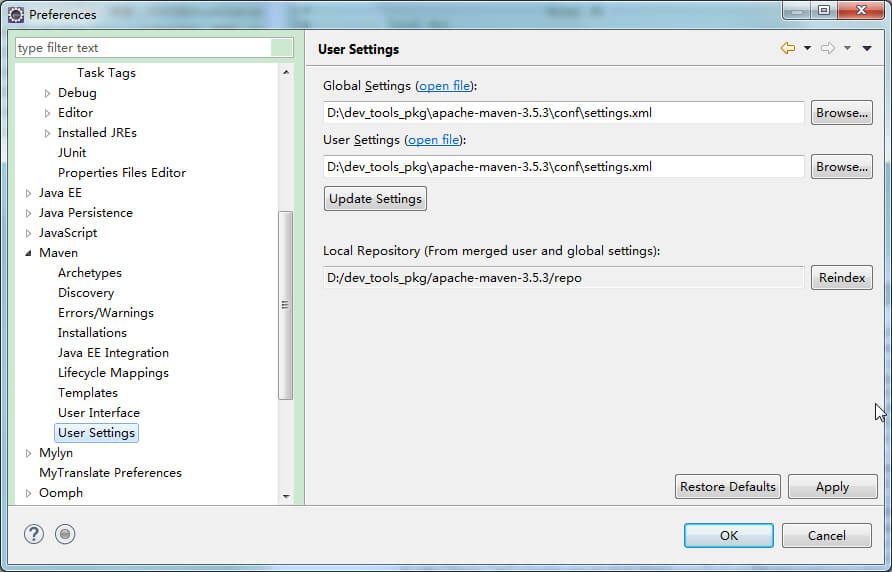 Preferences
type filter text
Task Tags
Debug
Editor
Installed JREs
JUnit
Properties Files Editor
Java EE
Java Persistence
JavaScript
Maven
Archetypes
Discovery
Errors/Warnings
Installations
Java EE Integration
Lifecycle Mappings
Templates
User Interface
User Settings
Mylyn
MyTranslate Preferences
Oomph
User Settings
Global Settings (open file):
D:\dev_tools_pkg\apache-maven-3.5.3\conf\settings.xml
Browse...
User Settings (open file):
D:\dev_tools_pkg\apache-maven-3.5.3\conf\settings.xml
Browse...
Update Settings
Local Repository (From merged user and global settings):
D:/dev_tools_pkg/apache-maven-3.5.3/repo
Reindex
Restore Defaults
Apply
?
OK
Cancel